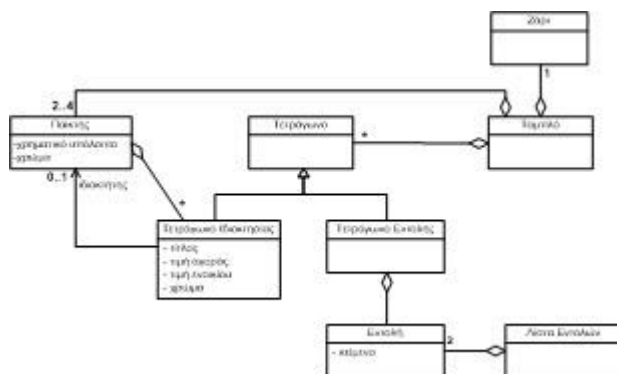 Ζάρι
1
2..4
Παίκτης
-χρηματικό υπόλοιπο
-χρώμα
Τετράγωνο
*
Ταμπλό
0..1
ιδιοκτήτης
*
Τετράγωνο Ιδιοκτησίας
- τίτλος
- τιμή αγοράς
- τιμή ενοικίου
- χρώμα
Τετράγωνο Εντολής
Εντολή
- κείμενο
2
Λίστα Εντολών